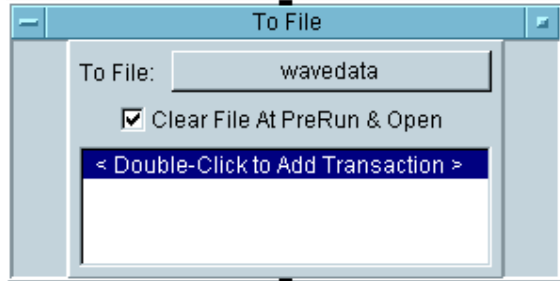 To File
To File: wavedata
Clear File At PreRun & Open
< Double-Click to Add Transaction >